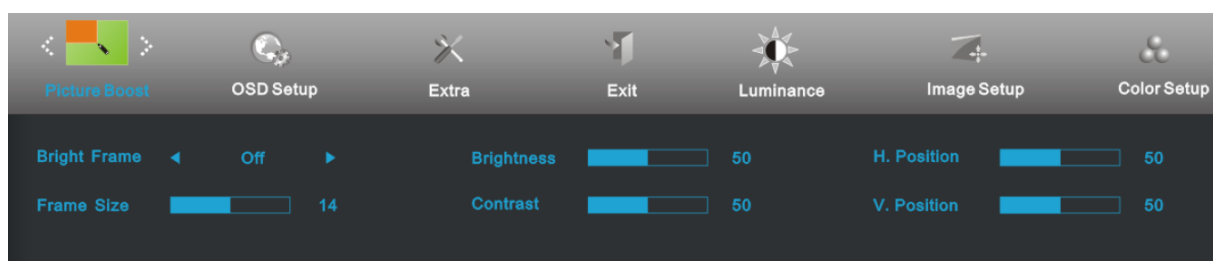 Picture Boost OSD Setup Extra Exit Luminance Image Setup Color Setup
Bright Frame Off Brightness 50 H. Position 50
Frame Size 14 Contrast 50 V. Position 50